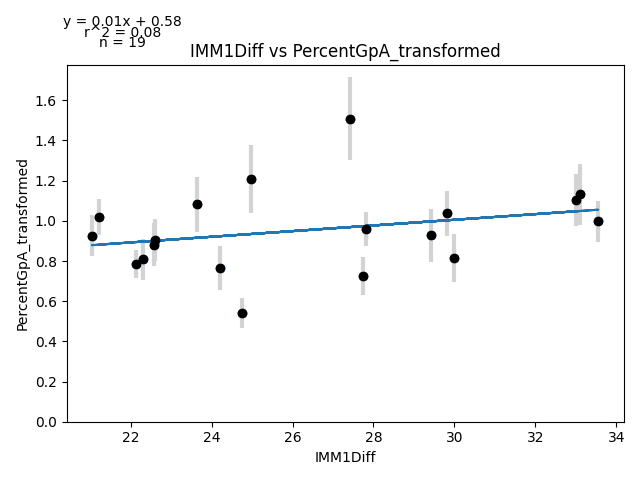 y = 0.01x + 0.58
r^2 = 0.08
n = 19
IMM1Diff vs PercentGpA_transformed
PercentGpA_transformed
1.6
1.4
1.2
1.0
0.8
0.6
0.4
0.2
0.0
22 24 26 28 30 32 34
IMM1Diff